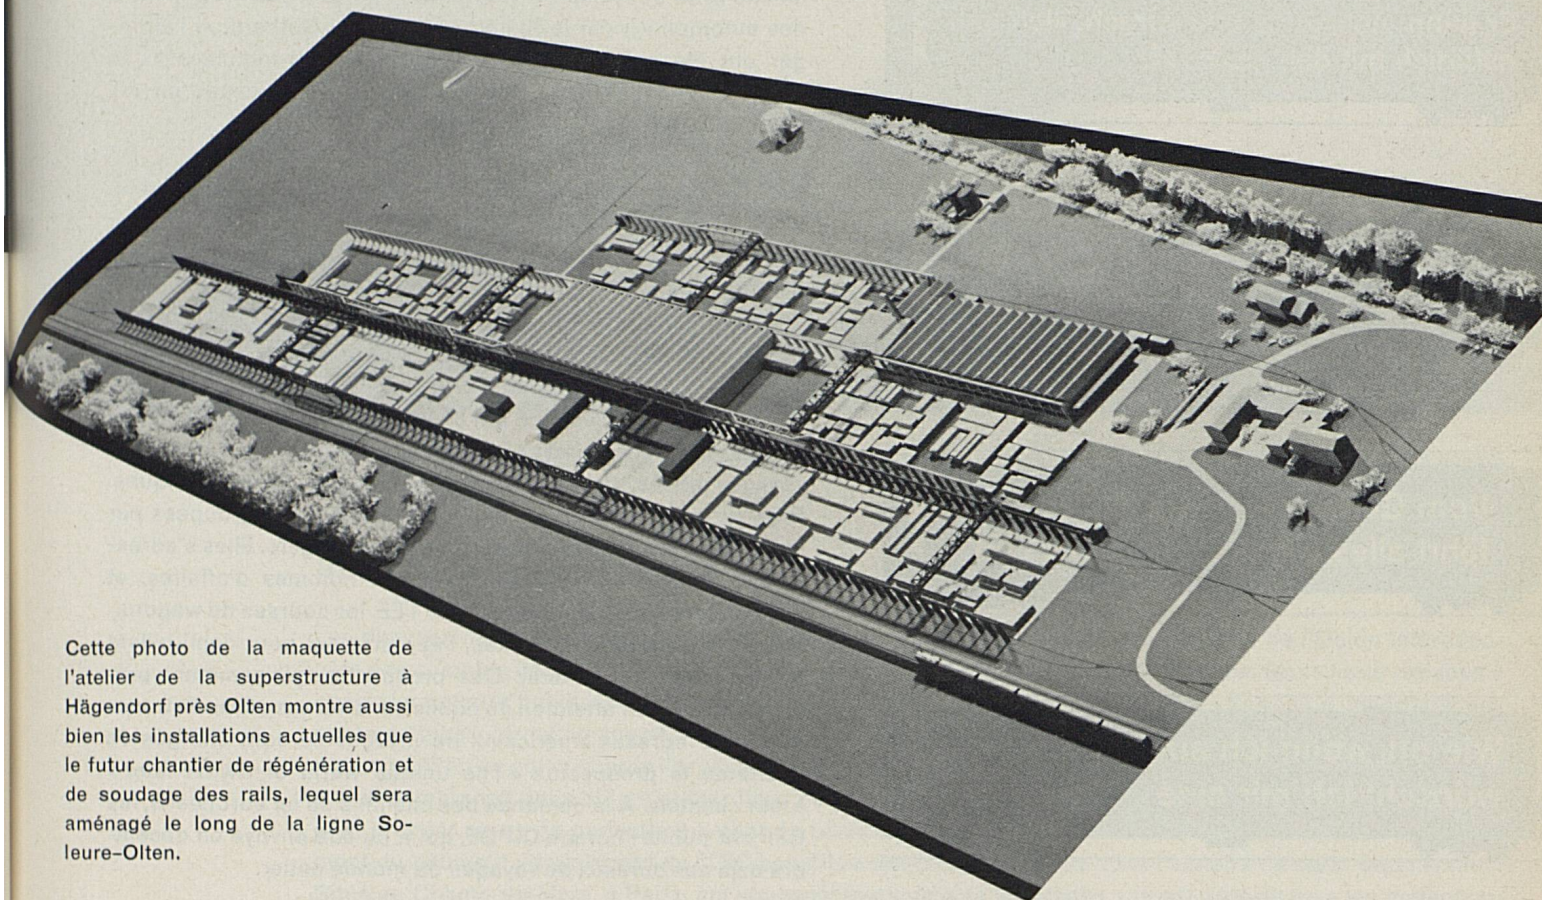 Cette photo de la maquette de
l'atelier de la superstructure à
Hägendorf près Olten montre aussi
bien les installations actuelles que
le futur chantier de régénération et
de soudage des rails, lequel sera
aménagé le long de la ligne So-
leure–Olten.